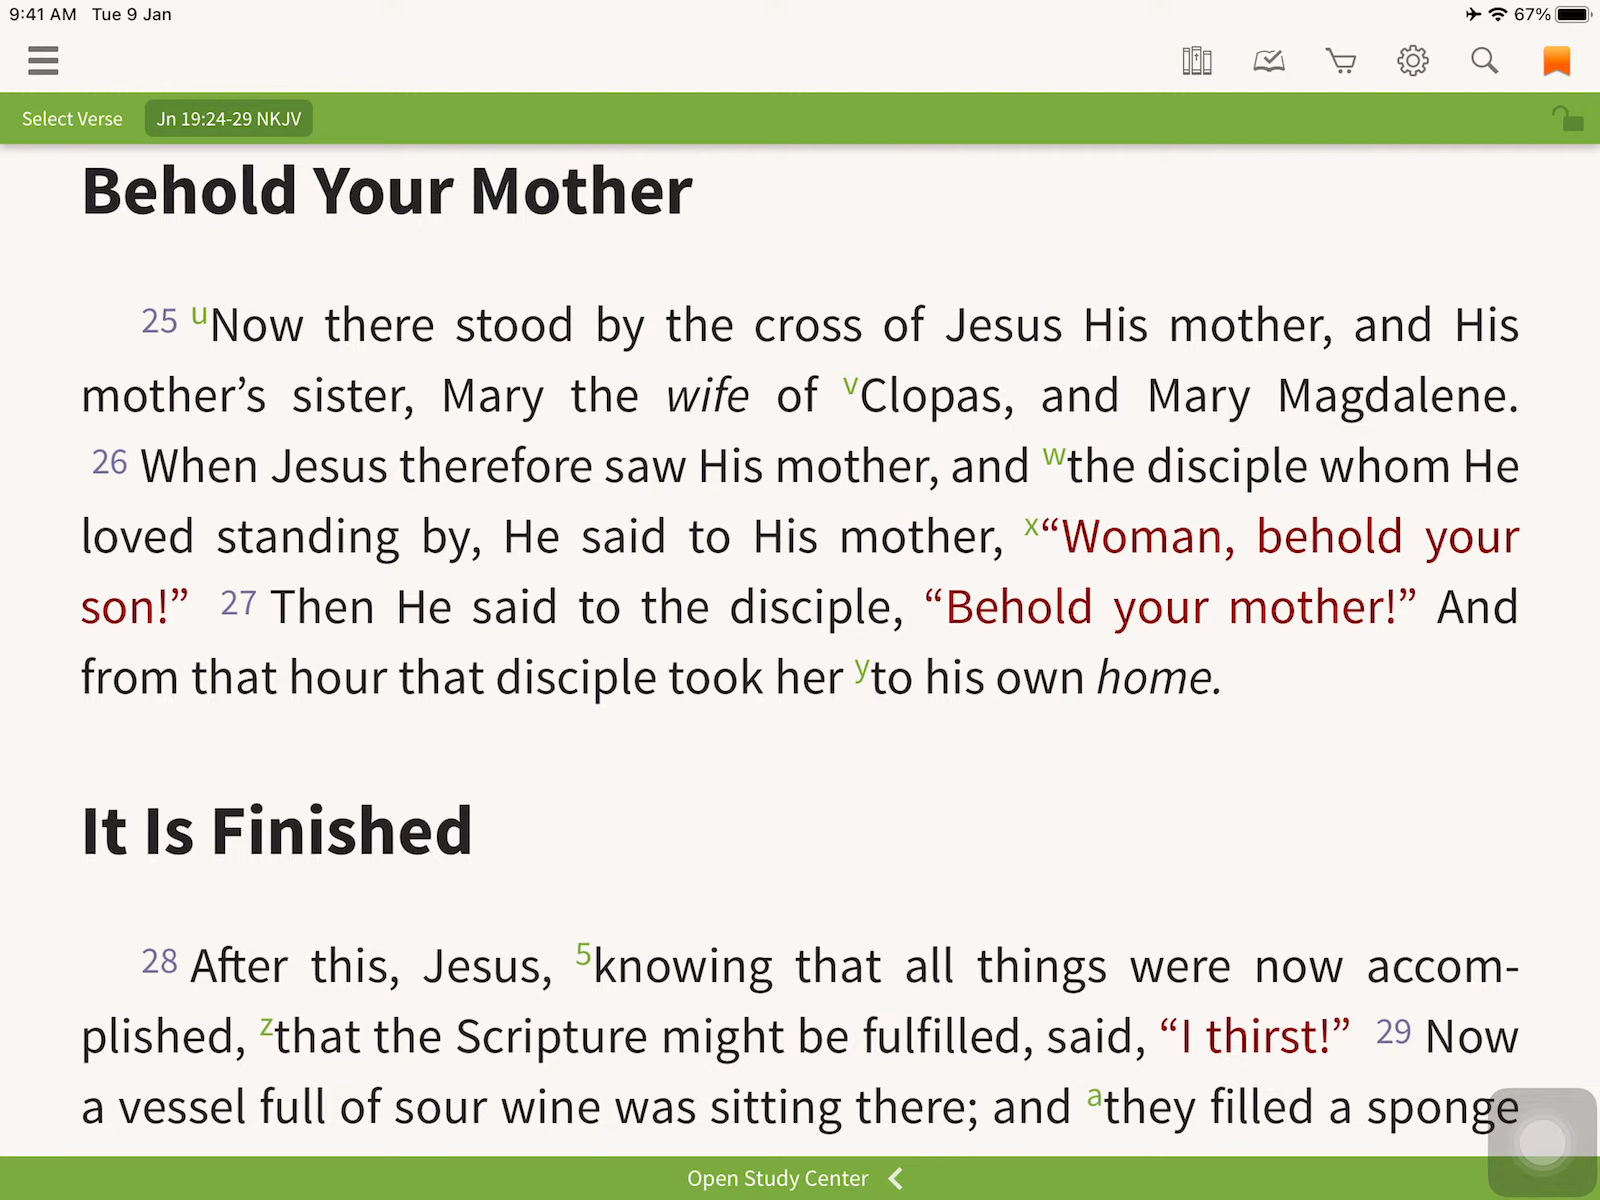 9:41 AM Tue 9 Jan 67%
Select Verse Jn 19:24-29 NKJV
Behold Your Mother
25 uNow there stood by the cross of Jesus His mother, and His
mother’s sister, Mary the wife of vClopas, and Mary Magdalene.
26 When Jesus therefore saw His mother, and wthe disciple whom He
loved standing by, He said to His mother, x“Woman, behold your
son!” 27 Then He said to the disciple, “Behold your mother!” And
from that hour that disciple took her yto his own home.
It Is Finished
28 After this, Jesus, 5knowing that all things were now accom-
plished, zthat the Scripture might be fulfilled, said, “I thirst!” 29 Now
a vessel full of sour wine was sitting there; and athey filled a sponge
Open Study Center